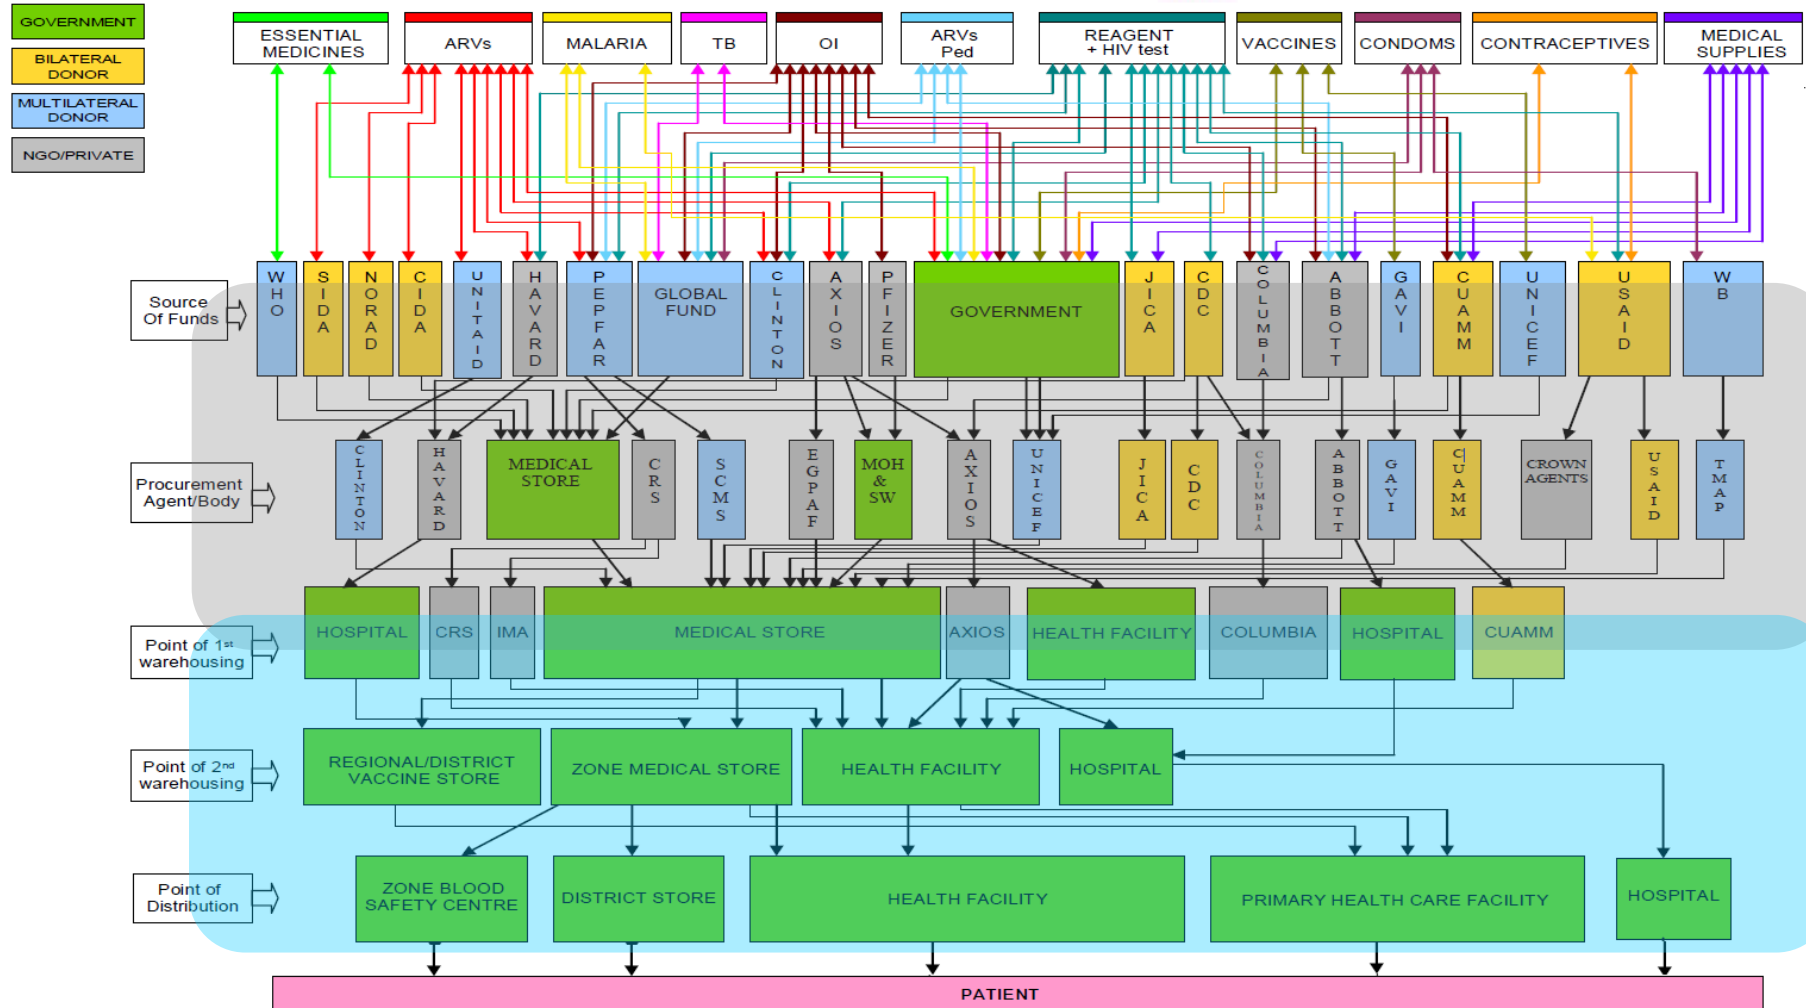 GOVERNMENT
BILATERAL
DONOR
MULTILATERAL
DONOR
NGO/PRIVATE
ESSENTIAL
MEDICINES
ARVs
MALARIA
TB
OI
ARVs
Ped
REAGENT
+ HIV test
VACCINES
CONDOMS
CONTRACEPTIVES
MEDICAL
SUPPLIES
Source
Of Funds
WHO
SIDA
NORAD
CIDA
UNITAID
HAVARD
PEPFAR
GLOBAL
FUND
CLINTON
AXIOS
PFIZER
GOVERNMENT
JICA
CDC
COLUMBIA
ABBOTT
GAVI
CUAMM
UNICEF
USAID
WB
Procurement
Agent/Body
CLINTON
HAVARD
MEDICAL
STORE
CRS
SCMS
EGPAF
MOH
&
SW
AXIOS
UNICEF
JICA
CDC
COLUMBIA
ABBOTT
GAVI
CUAMM
CROWN
AGENTS
USAID
TMAP
Point of 1st
warehousing
HOSPITAL
CRS
IMA
MEDICAL STORE
AXIOS
HEALTH FACILITY
COLUMBIA
HOSPITAL
CUAMM
Point of 2nd
warehousing
REGIONAL/DISTRICT
VACCINE STORE
ZONE MEDICAL STORE
HEALTH FACILITY
HOSPITAL
Point of
Distribution
ZONE BLOOD
SAFETY CENTRE
DISTRICT STORE
HEALTH FACILITY
PRIMARY HEALTH CARE FACILITY
HOSPITAL
PATIENT